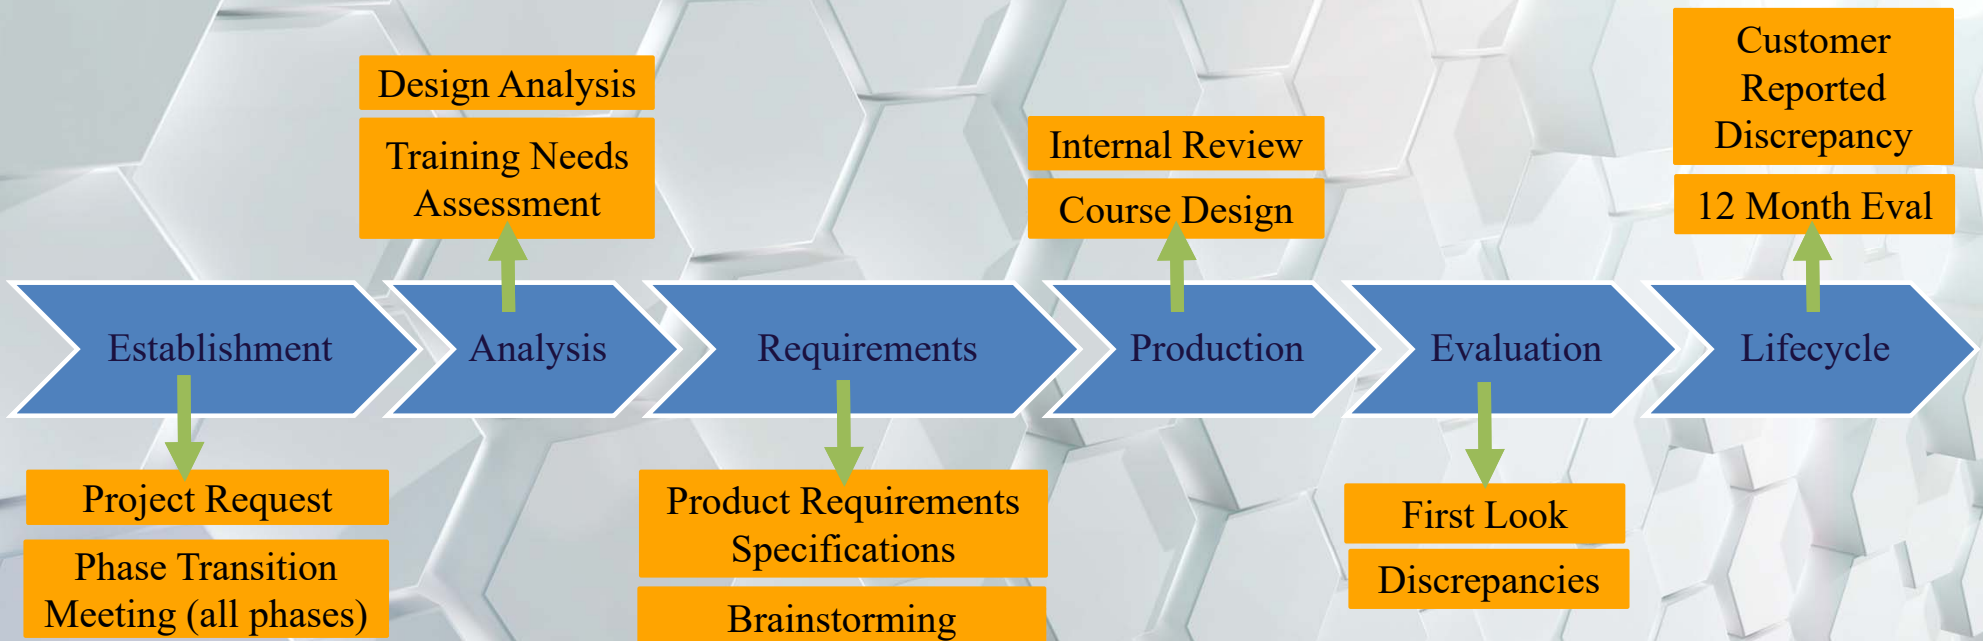 Design Analysis
Training Needs
Assessment
Internal Review
Course Design
Customer
Reported
Discrepancy
12 Month Eval
Establishment
Analysis
Requirements
Production
Evaluation
Lifecycle
Project Request
Phase Transition
Meeting (all phases)
Product Requirements
Specifications
Brainstorming
First Look
Discrepancies